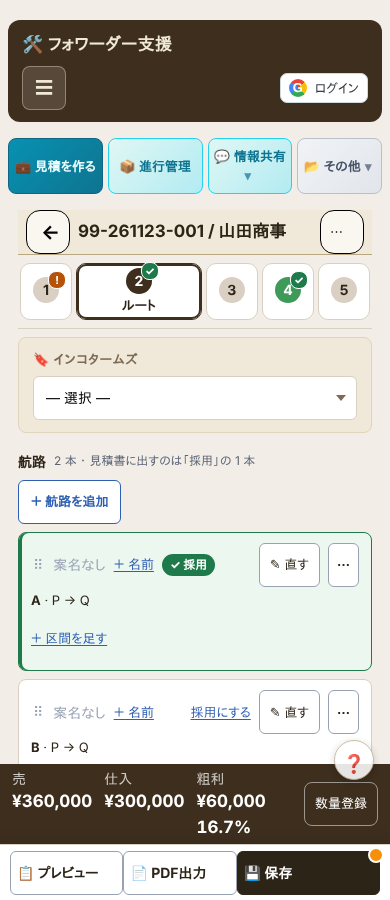 🛠️ フォワーダー支援
☰
G ログイン
💼 見積を作る
📦 進行管理
💬 情報共有 ▼
📂 その他 ▼
← 99-261123-001 / 山田商事 …
1 !
2 ✓ ルート
3
4 ✓
5
🔖 インコタームズ
— 選択 —
航路 2 本 · 見積書に出すのは「採用」の 1 本
＋ 航路を追加
⠿ 案名なし ＋ 名前 ✓ 採用 ✎ 直す …
A · P → Q
＋ 区間を足す
⠿ 案名なし ＋ 名前 採用にする ✎ 直す …
B · P → Q
❓
売 仕入 粗利
¥360,000 ¥300,000 ¥60,000
16.7%
数量登録
📋 プレビュー
📄 PDF出力
💾 保存